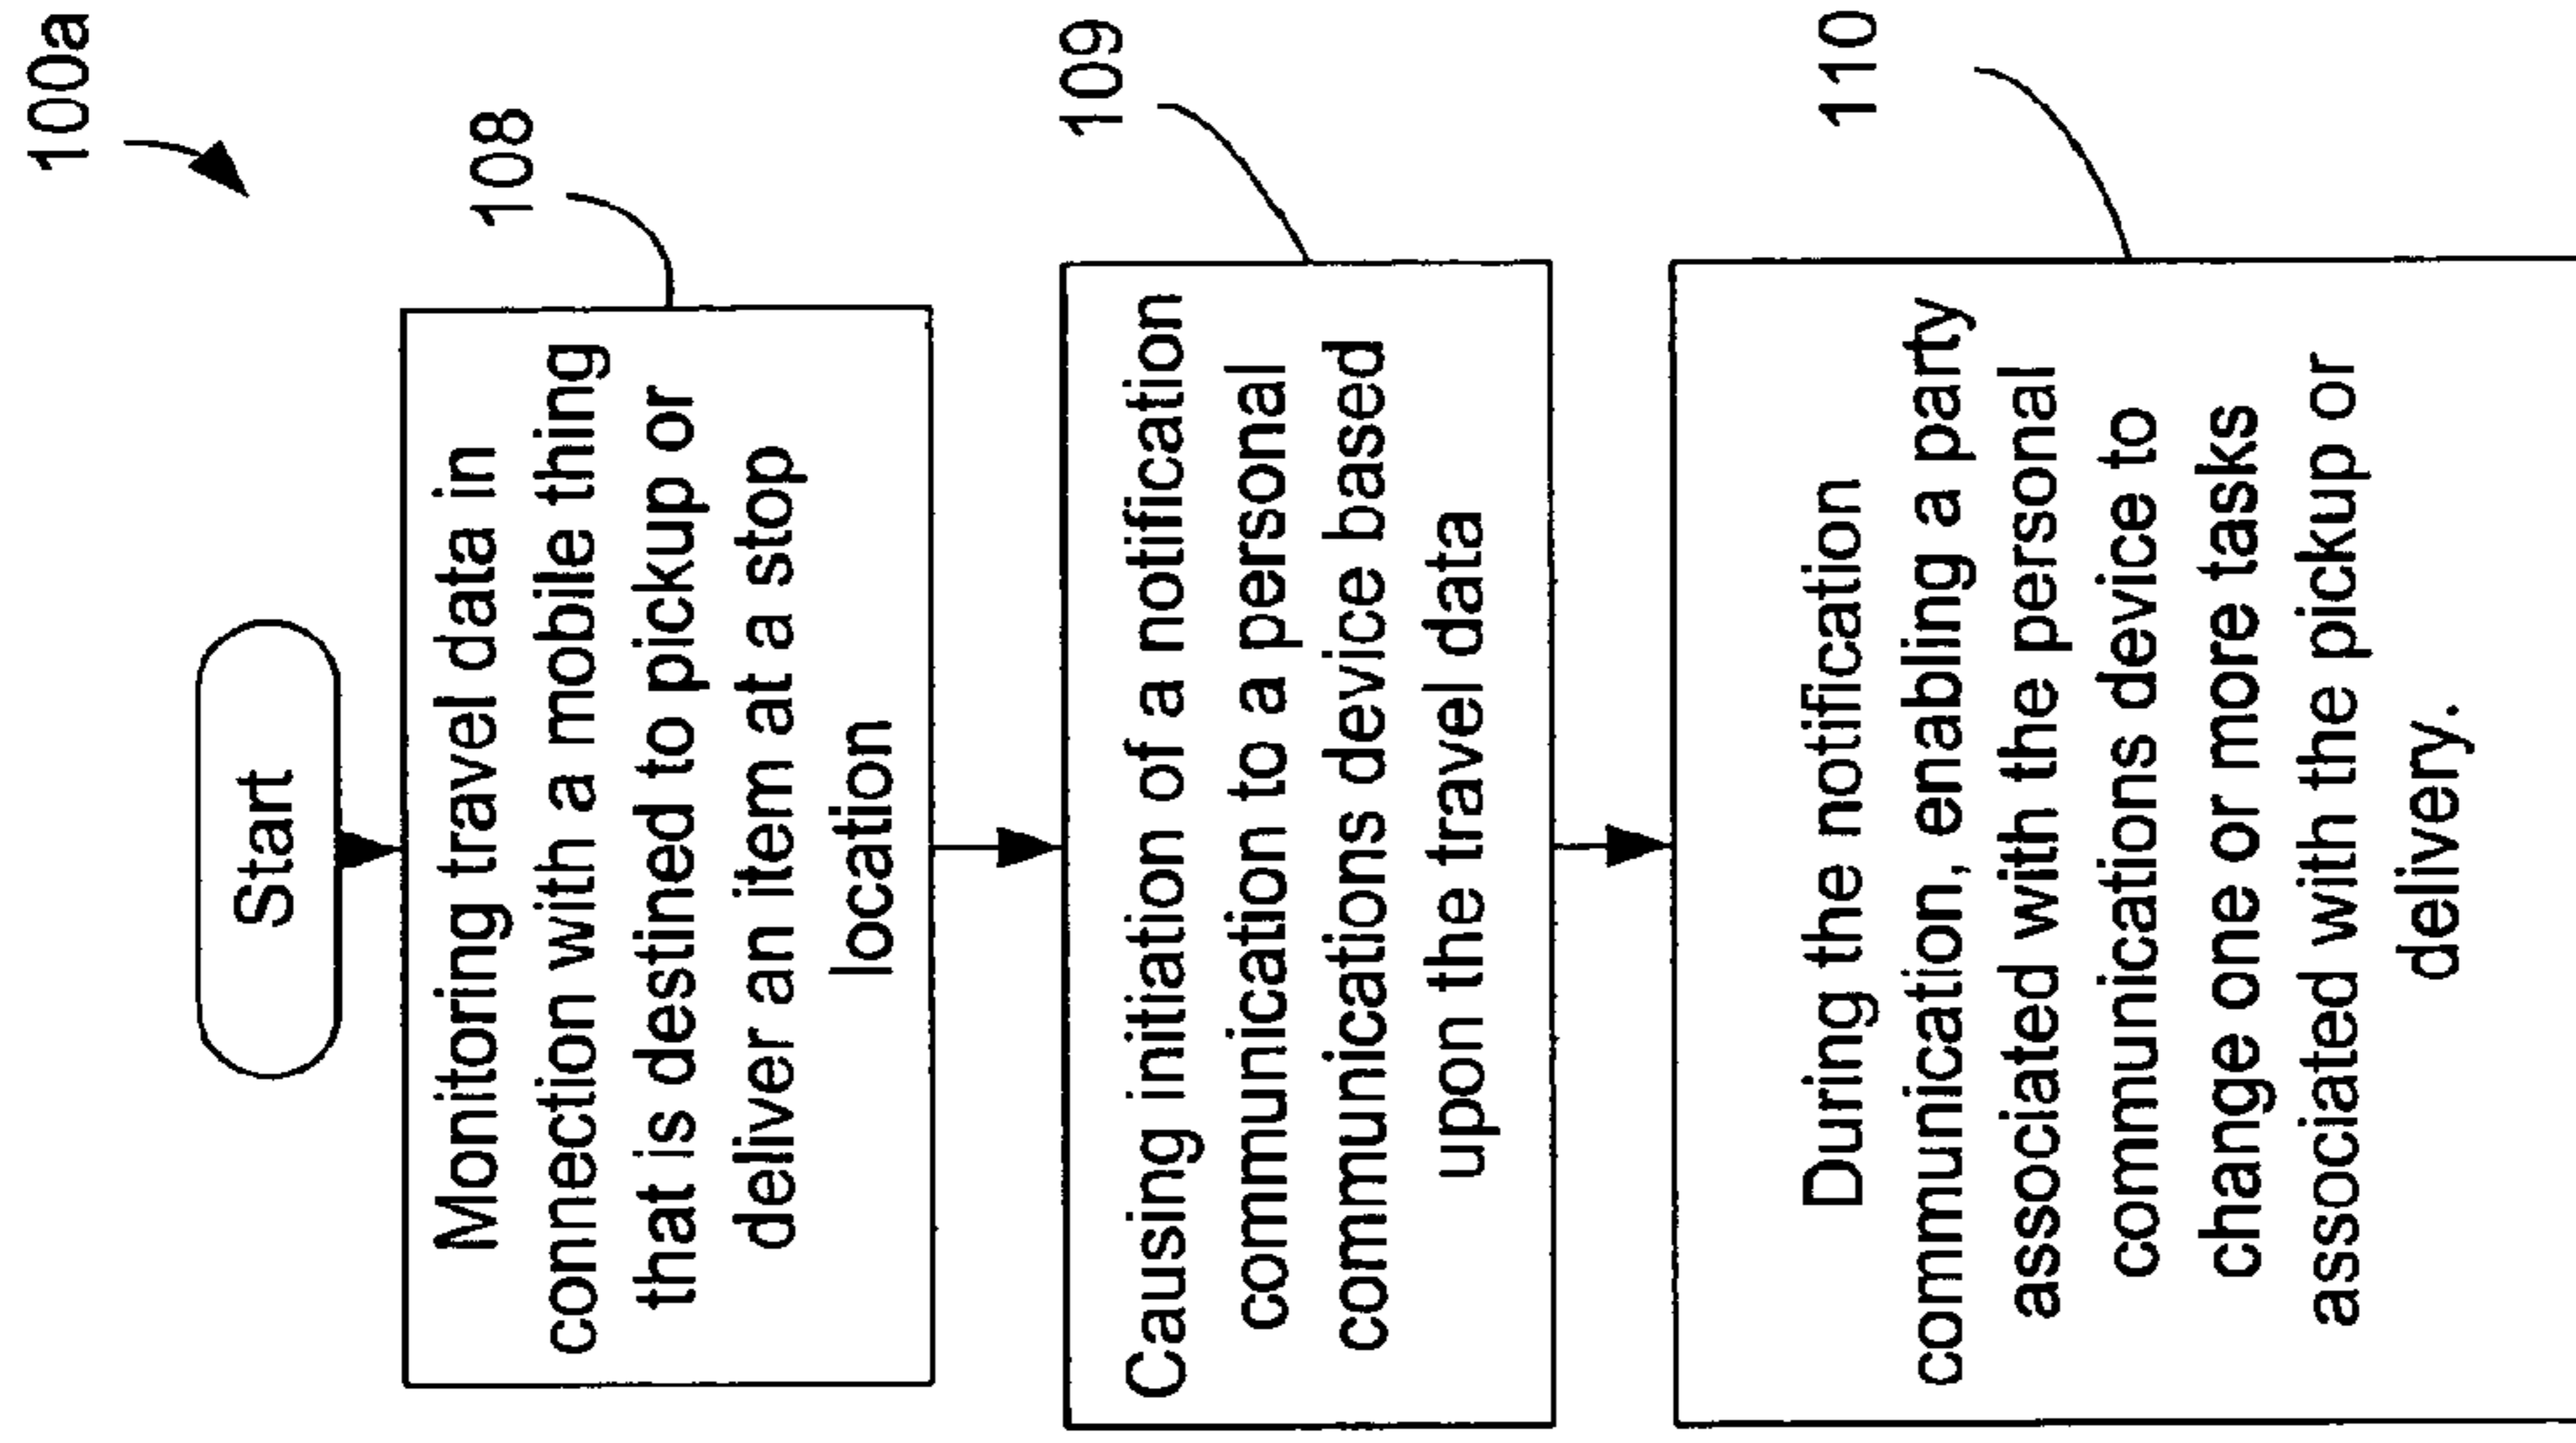 100a
Start
108
Monitoring travel data in
connection with a mobile thing
that is destined to pickup or
deliver an item at a stop
location
109
Causing initiation of a notification
communication to a personal
communications device based
upon the travel data
110
During the notification
communication, enabling a party
associated with the personal
communications device to
change one or more tasks
associated with the pickup or
delivery.